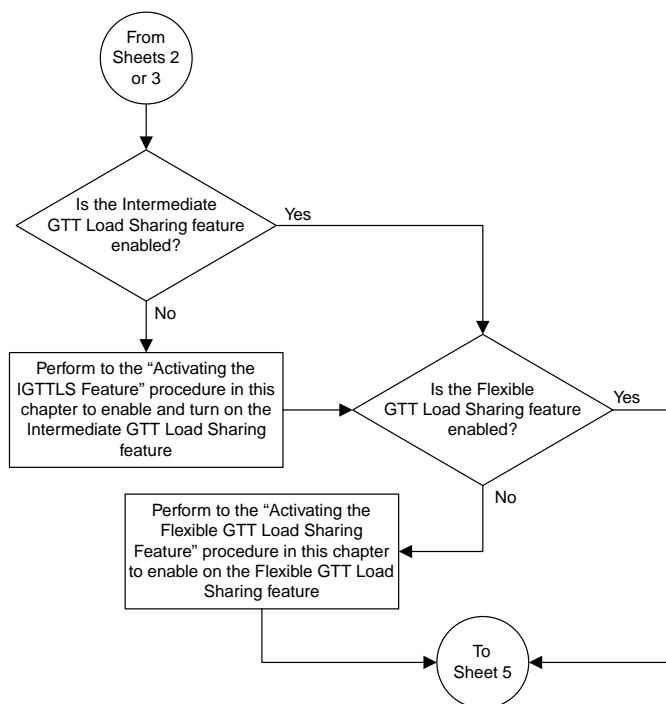 From
Sheets 2
or 3
Is the Intermediate
GTT Load Sharing feature
enabled?
Yes
No
Perform to the “Activating the
IGTTLS Feature” procedure in this
chapter to enable and turn on the
Intermediate GTT Load Sharing
feature
Is the Flexible
GTT Load Sharing feature
enabled?
Yes
No
Perform to the “Activating the
Flexible GTT Load Sharing
Feature” procedure in this chapter
to enable on the Flexible GTT Load
Sharing feature
To
Sheet 5